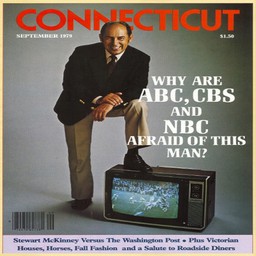 CONNECTICUT
SEPTEMBER 1979
$1.50
WHY ARE
ABC, CBS
AND
NBC
AFRAID OF THIS
MAN?
Stewart McKinney Versus The Washington Post • Plus Victorian
Houses, Horses, Fall Fashion and a Salute to Roadside Diners